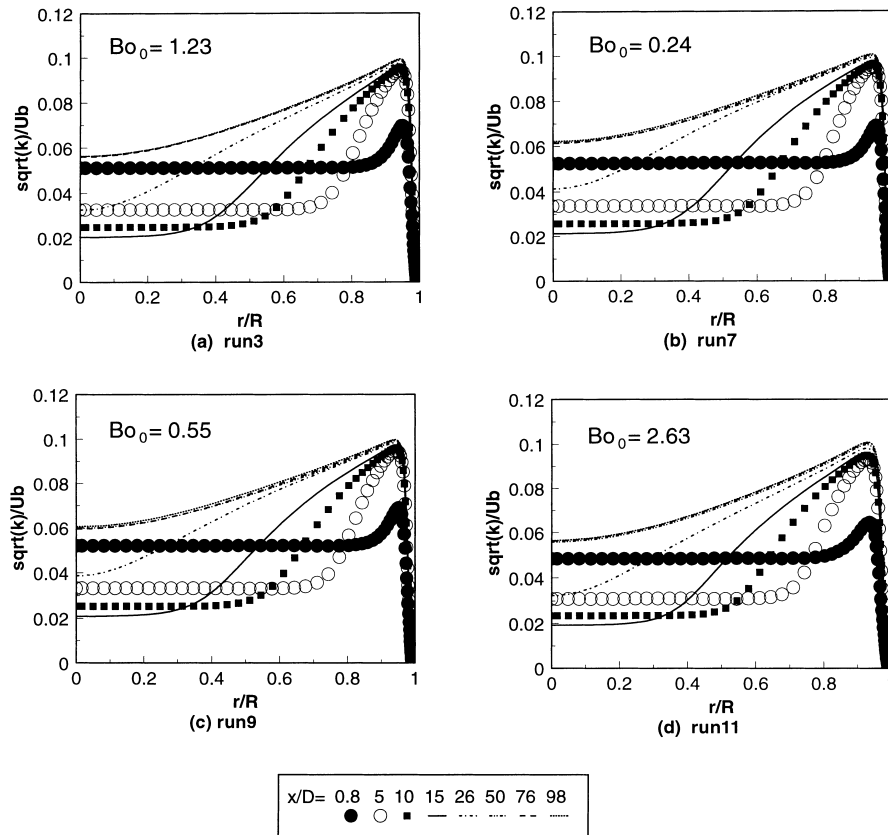 0.12
0.1
0.08
0.06
0.04
0.02
0
sqrt(k)/Ub
Bo0= 1.23
0 0.2 0.4 0.6 0.8 1
r/R
(a) run3
0.12
0.1
0.08
0.06
0.04
0.02
0
sqrt(k)/Ub
Bo0= 0.24
0 0.2 0.4 0.6 0.8
r/R
(b) run7
0.12
0.1
0.08
0.06
0.04
0.02
0
sqrt(k)/Ub
Bo0= 0.55
0 0.2 0.4 0.6 0.8 1
r/R
(c) run9
0.12
0.1
0.08
0.06
0.04
0.02
0
sqrt(k)/Ub
Bo0= 2.63
0 0.2 0.4 0.6 0.8
r/R
(d) run11
x/D= 0.8 5 10 15 26 50 76 98